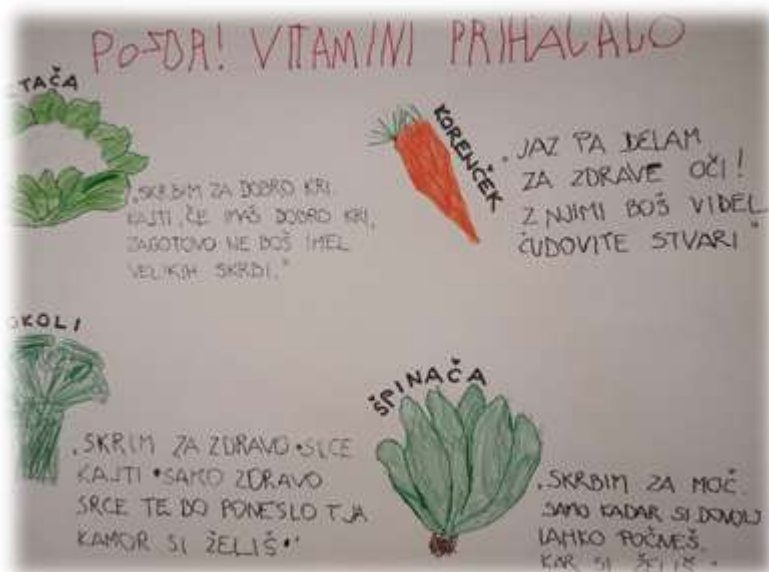 POZDR! VITAMINI PRIHAJAJO
TAČA
„SKRBIM ZA DOBRO KRI.
KAJTI, ČE IMAŠ DOBRO KRI,
ZAGOTOVO NE BOŠ IMEL
VELIKIH SKRBI."
KORENČEK
„JAZ PA DELAM
ZA ZDRAVE OČI!
Z NJIMI BOŠ VIDEL
ČUDOVITE STVARI"
OKOLI
„SKRIM ZA ZDRAVO SRCE
KAJTI SAMO ZDRAVO
SRCE TE BO PONESLO TJA
KAMOR SI ŽELIŠ"
ŠPINAČA
„SKRBIM ZA MOČ.
SAMO KADAR SI DOVOLJ
LAHKO POČNEŠ
KAR SI ŽELIŠ"